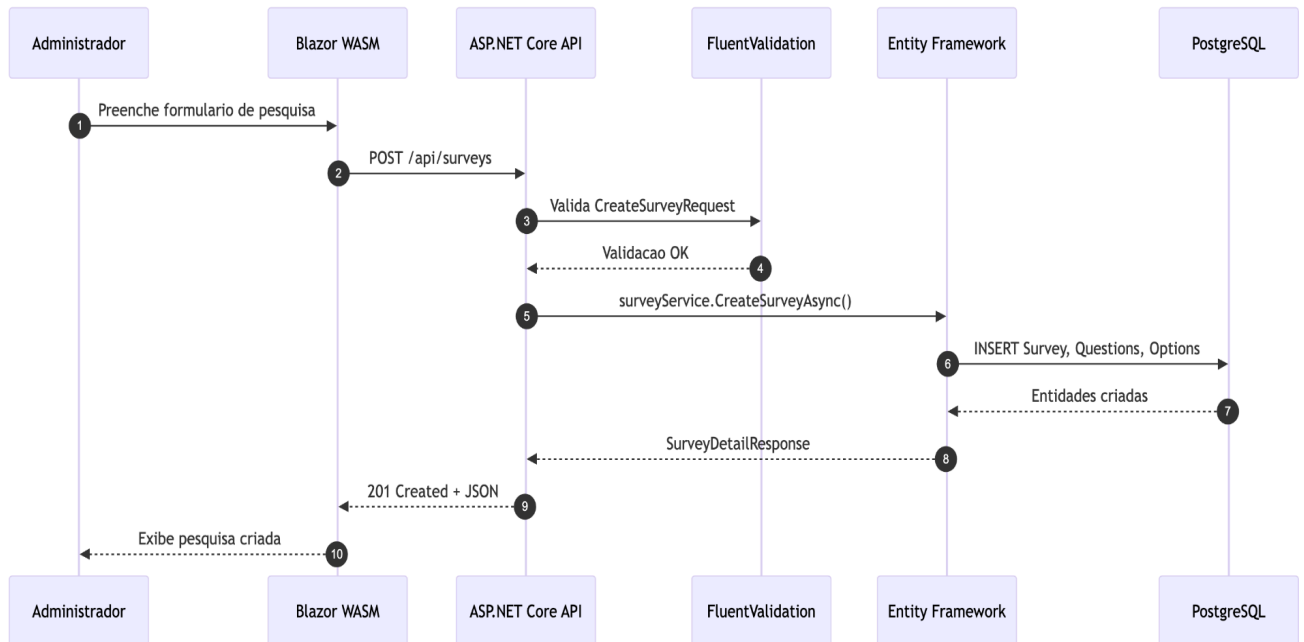 Administrador
Blazor WASM
ASP.NET Core API
FluentValidation
Entity Framework
PostgreSQL
Preenche formulario de pesquisa
1
POST /api/surveys
2
Valida CreateSurveyRequest
3
Validacao OK
4
surveyService.CreateSurveyAsync()
5
INSERT Survey, Questions, Options
6
Entidades criadas
7
SurveyDetailResponse
8
201 Created + JSON
9
Exibe pesquisa criada
10
Administrador
Blazor WASM
ASP.NET Core API
FluentValidation
Entity Framework
PostgreSQL